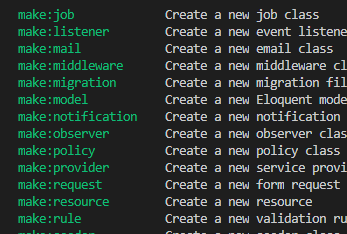 make:job Create a new job class
make:listener Create a new event listene
make:mail Create a new email class
make:middleware Create a new middleware cl
make:migration Create a new migration fil
make:model Create a new Eloquent mode
make:notification Create a new notification
make:observer Create a new observer clas
make:policy Create a new policy class
make:provider Create a new service provi
make:request Create a new form request
make:resource Create a new resource
make:rule Create a new validation ru